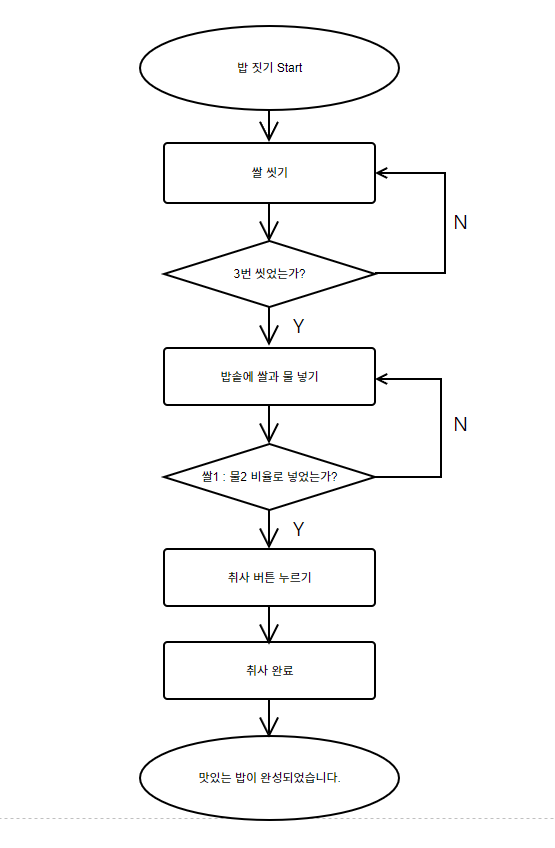 밥 짓기 Start
쌀 씻기
N
3번 씻었는가?
Y
밥솥에 쌀과 물 넣기
N
쌀1 : 물2 비율로 넣었는가?
Y
취사 버튼 누르기
취사 완료
맛있는 밥이 완성되었습니다.